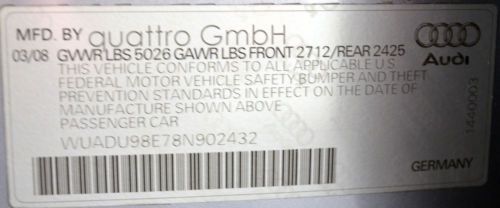 MFD. BY quattro GmbH
03/08 GVWR LBS 5026 GAWR LBS FRONT 2712/REAR 2425
THIS VEHICLE CONFORMS TO ALL APPLICABLE U.S.
FEDERAL MOTOR VEHICLE SAFETY BUMPER AND THEFT
PREVENTION STANDARDS IN EFFECT ON THE DATE OF
MANUFACTURE SHOWN ABOVE
PASSENGER CAR
WUADU98E78N902432
GERMANY
Audi
1440003